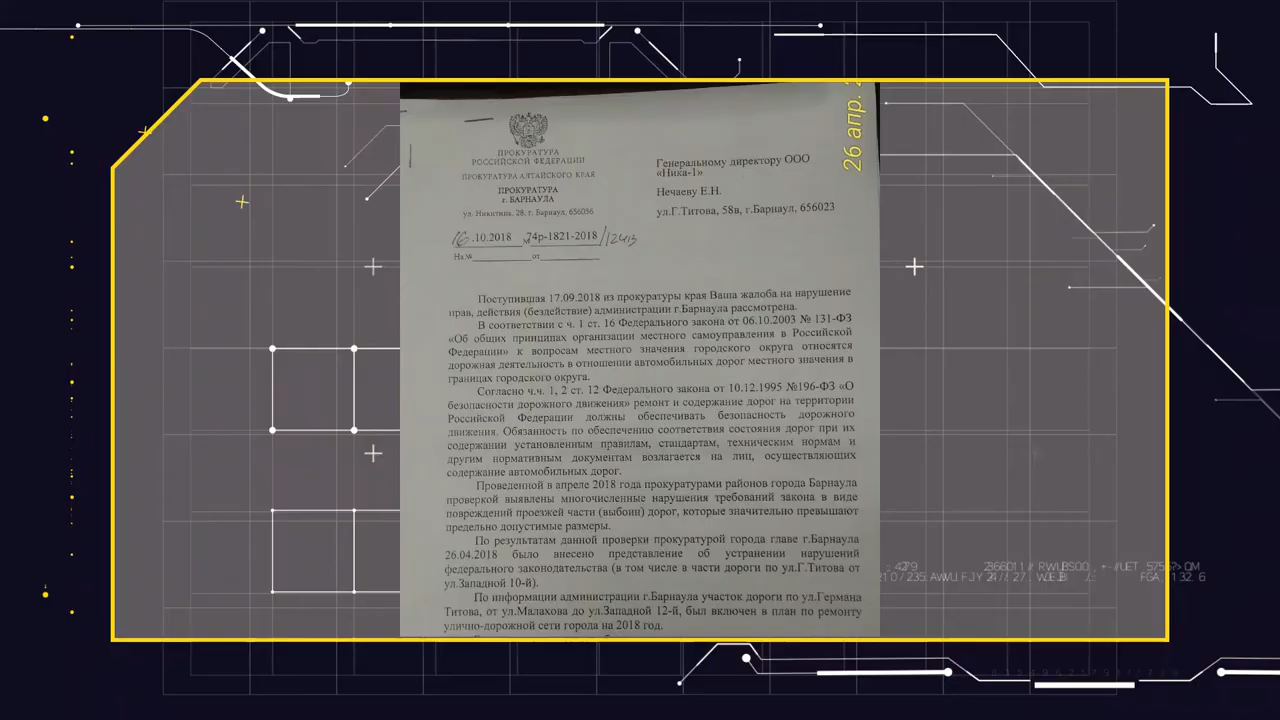 ПРОКУРАТУРА
РОССИЙСКОЙ ФЕДЕРАЦИИ
ПРОКУРАТУРА АЛТАЙСКОГО КРАЯ
ПРОКУРАТУРА
г. БАРНАУЛА
ул. Никитина, 28, г. Барнаул, 656056
16.10.2018 № 74р-1821-2018/12413
На № от
Генеральному директору ООО
«Ника-1»
Нечаеву Е.Н.
ул.Г.Титова, 58в, г.Барнаул, 656023
26 апр.
Поступившая 17.09.2018 из прокуратуры края Ваша жалоба на нарушение
прав, действия (бездействие) администрации г.Барнаула рассмотрена.
В соответствии с ч. 1 ст. 16 Федерального закона от 06.10.2003 № 131-ФЗ
«Об общих принципах организации местного самоуправления в Российской
Федерации» к вопросам местного значения городского округа относятся
дорожная деятельность в отношении автомобильных дорог местного значения в
границах городского округа.
Согласно ч.ч. 1, 2 ст. 12 Федерального закона от 10.12.1995 №196-ФЗ «О
безопасности дорожного движения» ремонт и содержание дорог на территории
Российской Федерации должны обеспечивать безопасность дорожного
движения. Обязанность по обеспечению соответствия состояния дорог при их
содержании установленным правилам, стандартам, техническим нормам и
другим нормативным документам возлагается на лиц, осуществляющих
содержание автомобильных дорог.
Проведенной в апреле 2018 года прокуратурами районов города Барнаула
проверкой выявлены многочисленные нарушения требований закона в виде
повреждений проезжей части (выбоин) дорог, которые значительно превышают
предельно допустимые размеры.
По результатам данной проверки прокуратурой города главе г.Барнаула
26.04.2018 было внесено представление об устранении нарушений
федерального законодательства (в том числе в части дороги по ул.Г.Титова от
ул.Западной 10-й).
По информации администрации г.Барнаула участок дороги по ул.Германа
Титова, от ул.Малахова до ул.Западной 12-й, был включен в план по ремонту
улично-дорожной сети города на 2018 год.